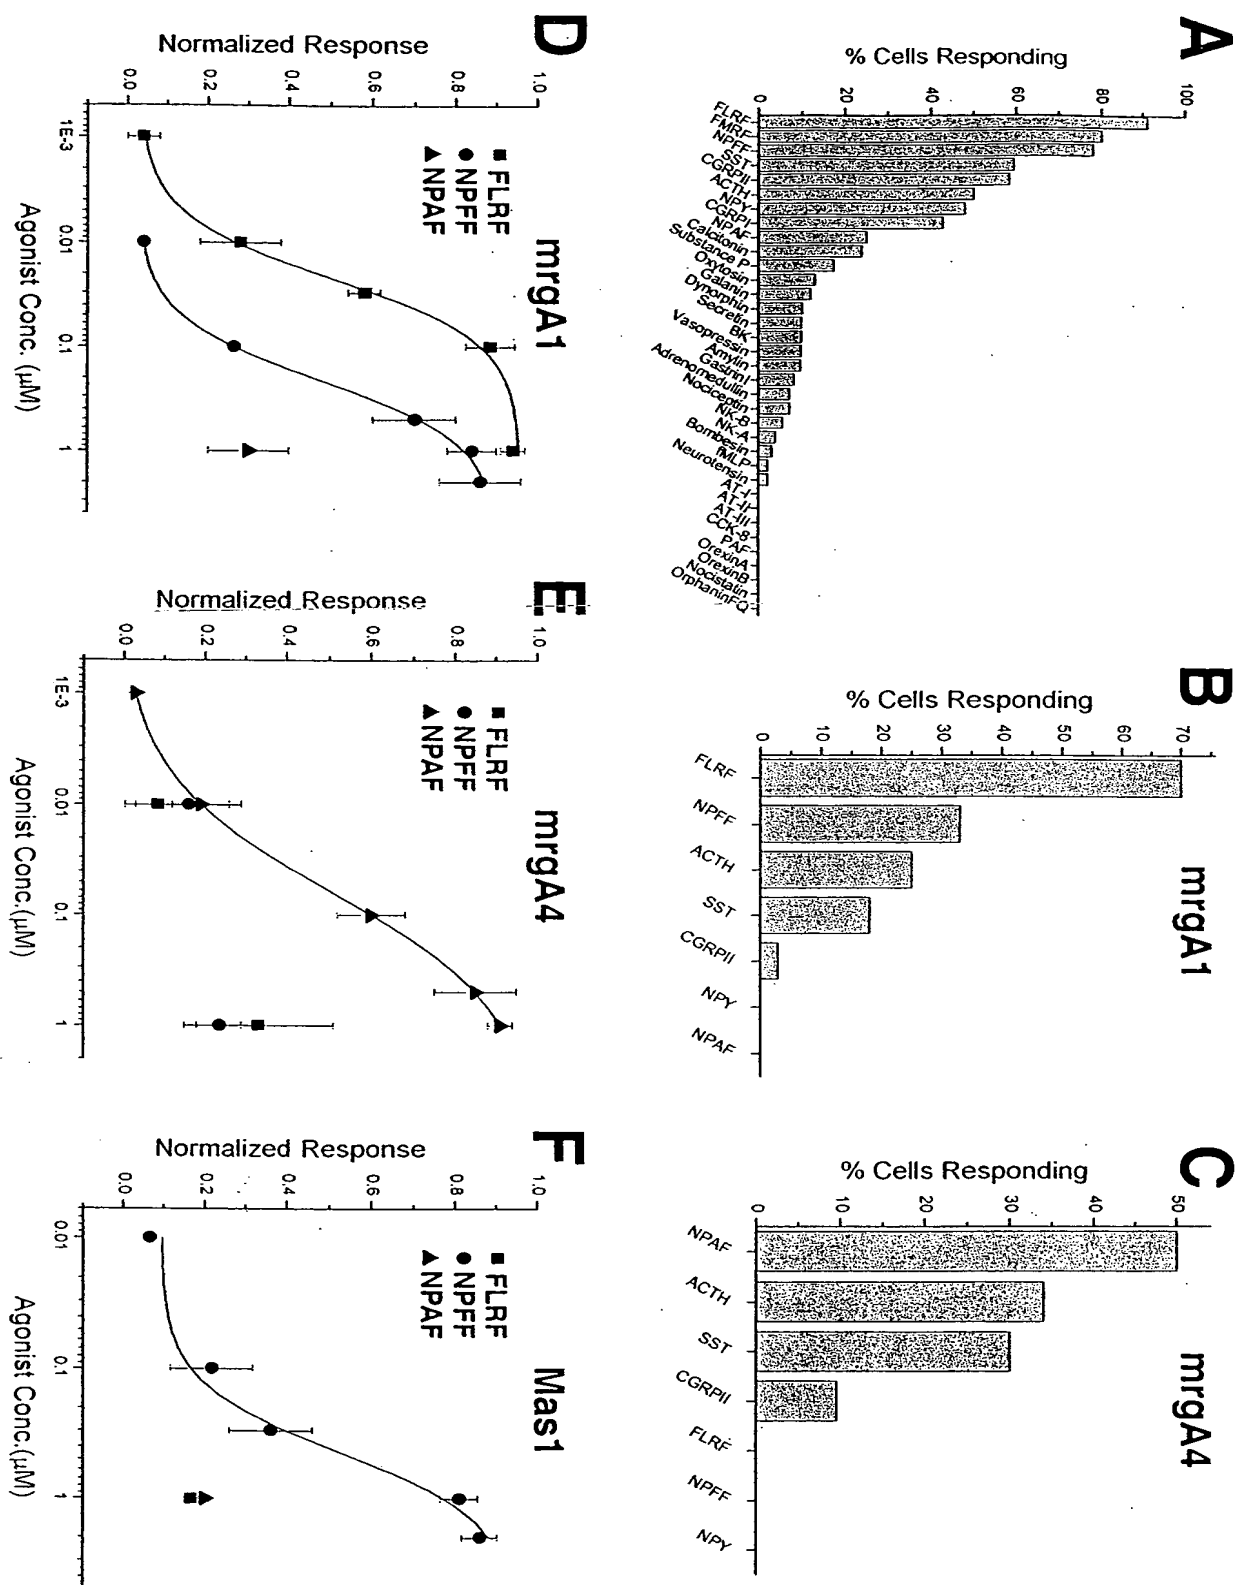 A
% Cells Responding
0 20 40 60 80 100
FLRF
FMRF
NPFF
SST
CGRPII
ACTH
NPY
CGRPI
NPAF
Calcitonin
Substance P
Oxytosin
Galanin
Dynorphin
Secretin
BK
Vasopressin
Amylin
GastrinI
Adrenomedullin
Nociceptin
NK-B
NK-A
Bombesin
fMLP
Neurotensin
AT-I
AT-II
AT-III
CCK-8
PAF
OrexinA
OrexinB
Nocistatin
OrphaninFQ
B
mrgA1
% Cells Responding
0 10 20 30 40 50 60 70
FLRF
NPFF
ACTH
SST
CGRPII
NPY
NPAF
C
mrgA4
% Cells Responding
0 10 20 30 40 50
NPAF
ACTH
SST
CGRPII
FLRF
NPFF
NPY
D
mrgA1
Normalized Response
0.0 0.2 0.4 0.6 0.8 1.0
FLRF
NPFF
NPAF
1E-3 0.01 0.1 1
Agonist Conc. (µM)
E
mrgA4
Normalized Response
0.0 0.2 0.4 0.6 0.8 1.0
FLRF
NPFF
NPAF
1E-3 0.01 0.1 1
Agonist Conc.(µM)
F
Mas1
Normalized Response
0.0 0.2 0.4 0.6 0.8 1.0
FLRF
NPFF
NPAF
0.01 0.1 1
Agonist Conc.(µM)